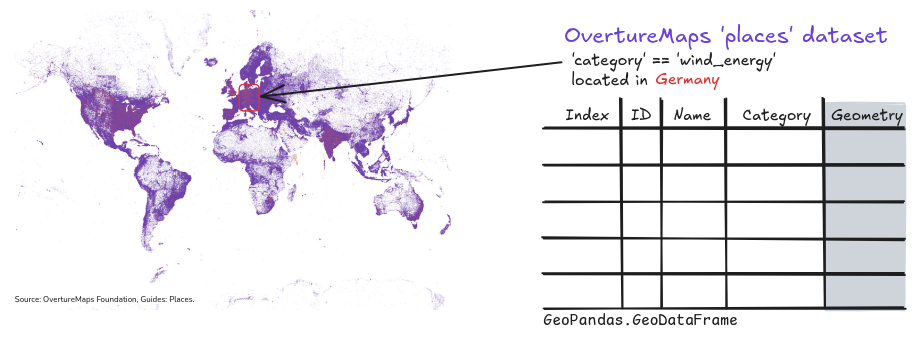 OvertureMaps 'places' dataset
'category' == 'wind_energy'
located in Germany
Index ID Name Category Geometry
Source: OvertureMaps Foundation, Guides: Places.
GeoPandas.GeoDataFrame